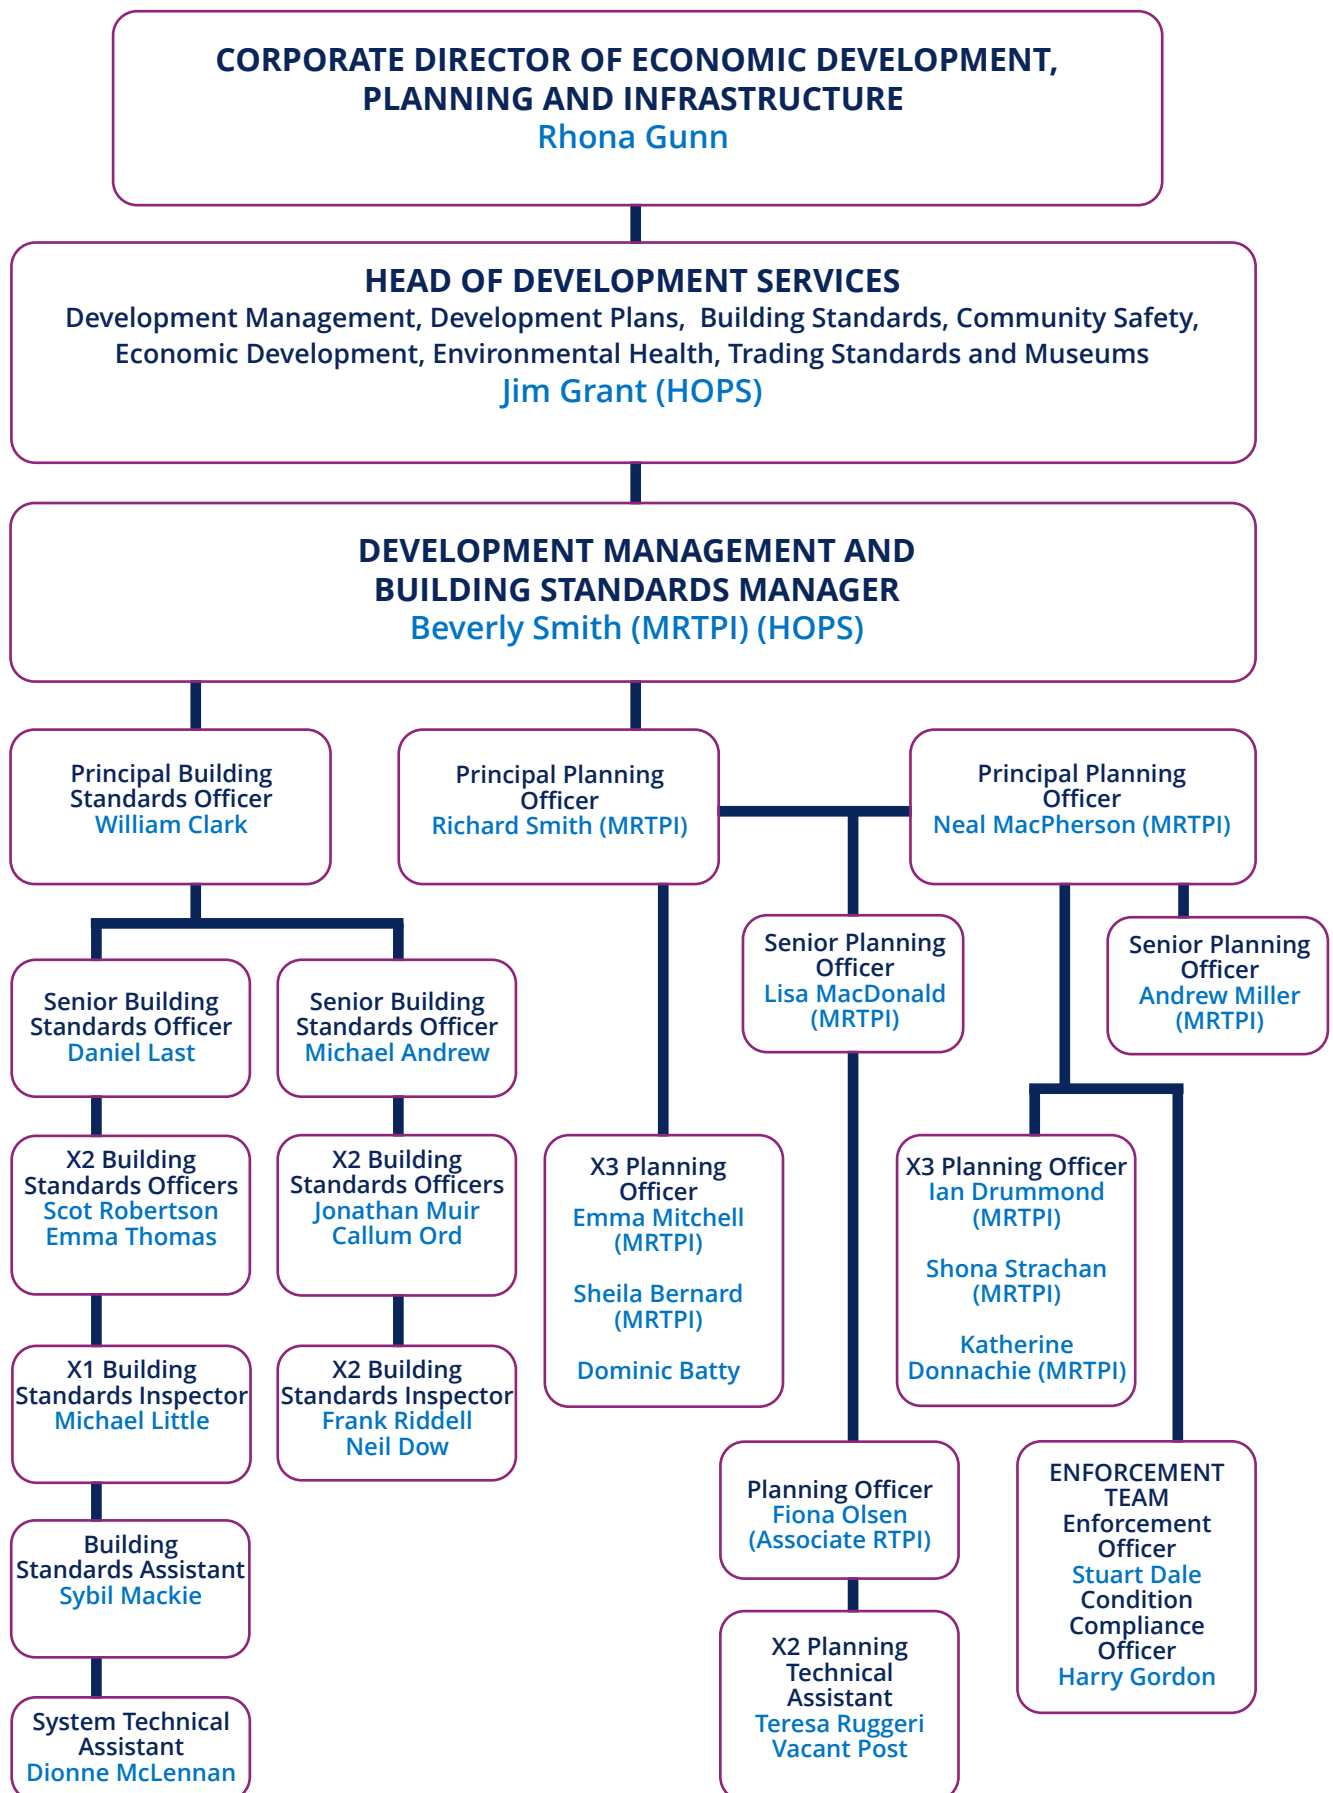 CORPORATE DIRECTOR OF ECONOMIC DEVELOPMENT,
PLANNING AND INFRASTRUCTURE
Rhona Gunn
HEAD OF DEVELOPMENT SERVICES
Development Management, Development Plans,  Building Standards, Community Safety,
Economic Development, Environmental Health, Trading Standards and Museums
Jim Grant (HOPS)
DEVELOPMENT MANAGEMENT AND
BUILDING STANDARDS MANAGER
Beverly Smith (MRTPI) (HOPS)
Principal Building
Standards Officer
William Clark
Principal Planning
Officer
Richard Smith (MRTPI)
Principal Planning
Officer
Neal MacPherson (MRTPI)
Senior Planning
Officer
Lisa MacDonald
(MRTPI)
Senior Planning
Officer
Andrew Miller
(MRTPI)
Senior Building
Standards Officer
Daniel Last
Senior Building
Standards Officer
Michael Andrew
X2 Building
Standards Officers
Scot Robertson
Emma Thomas
X2 Building
Standards Officers
Jonathan Muir
Callum Ord
X3 Planning
Officer
Emma Mitchell
(MRTPI)
Sheila Bernard
(MRTPI)
Dominic Batty
X3 Planning Officer
Ian Drummond
(MRTPI)
Shona Strachan
(MRTPI)
Katherine
Donnachie (MRTPI)
X1 Building
Standards Inspector
Michael Little
X2 Building
Standards Inspector
Frank Riddell
Neil Dow
Planning Officer
Fiona Olsen
(Associate RTPI)
ENFORCEMENT
TEAM
Enforcement
Officer
Stuart Dale
Condition
Compliance
Officer
Harry Gordon
Building
Standards Assistant
Sybil Mackie
X2 Planning
Technical
Assistant
Teresa Ruggeri
Vacant Post
System Technical
Assistant
Dionne McLennan